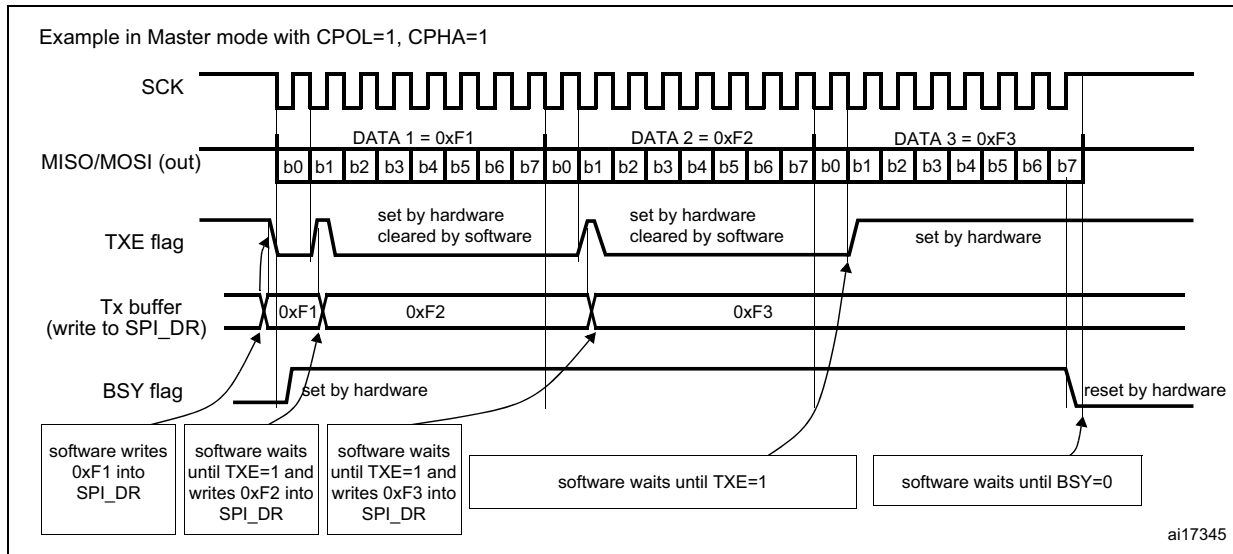 Example in Master mode with CPOL=1, CPHA=1
SCK
DATA 1 = 0xF1
DATA 2 = 0xF2
DATA 3 = 0xF3
MISO/MOSI (out)
b0 b1 b2 b3 b4 b5 b6 b7 b0 b1 b2 b3 b4 b5 b6 b7 b0 b1 b2 b3 b4 b5 b6 b7
TXE flag
set by hardware
cleared by software
set by hardware
cleared by software
set by hardware
Tx buffer
(write to SPI_DR)
0xF1
0xF2
0xF3
BSY flag
set by hardware
reset by hardware
software writes
0xF1 into
SPI_DR
software waits
until TXE=1 and
writes 0xF2 into
SPI_DR
software waits
until TXE=1 and
writes 0xF3 into
SPI_DR
software waits until TXE=1
software waits until BSY=0
ai17345